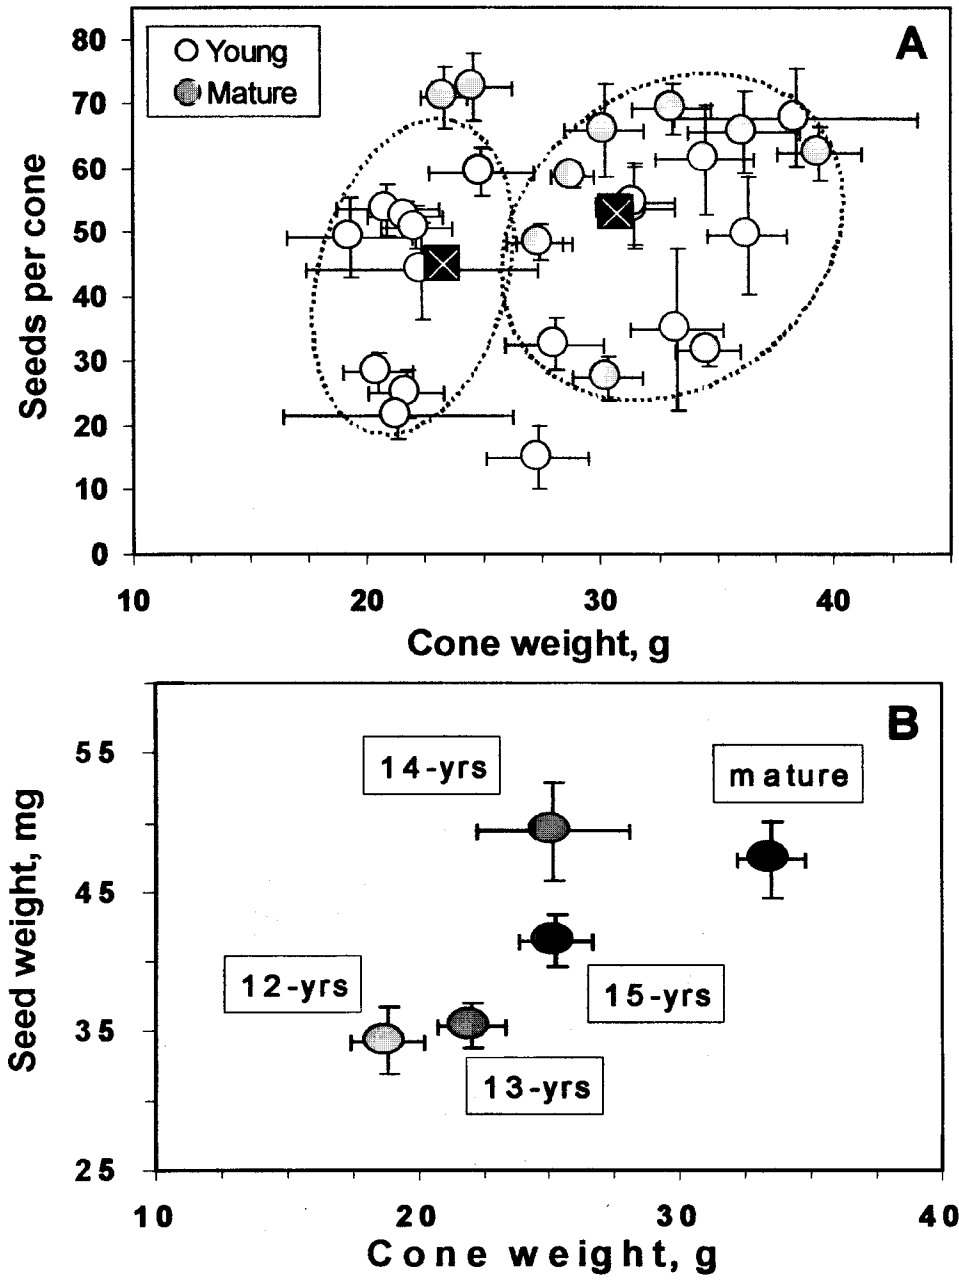 A
Young
Mature
80
70
60
50
40
30
20
10
0
Seeds per cone
10 20 30 40
Cone weight, g
B
14-yrs
mature
12-yrs
15-yrs
13-yrs
55
45
35
25
Seed weight, mg
10 20 30 40
Cone weight, g